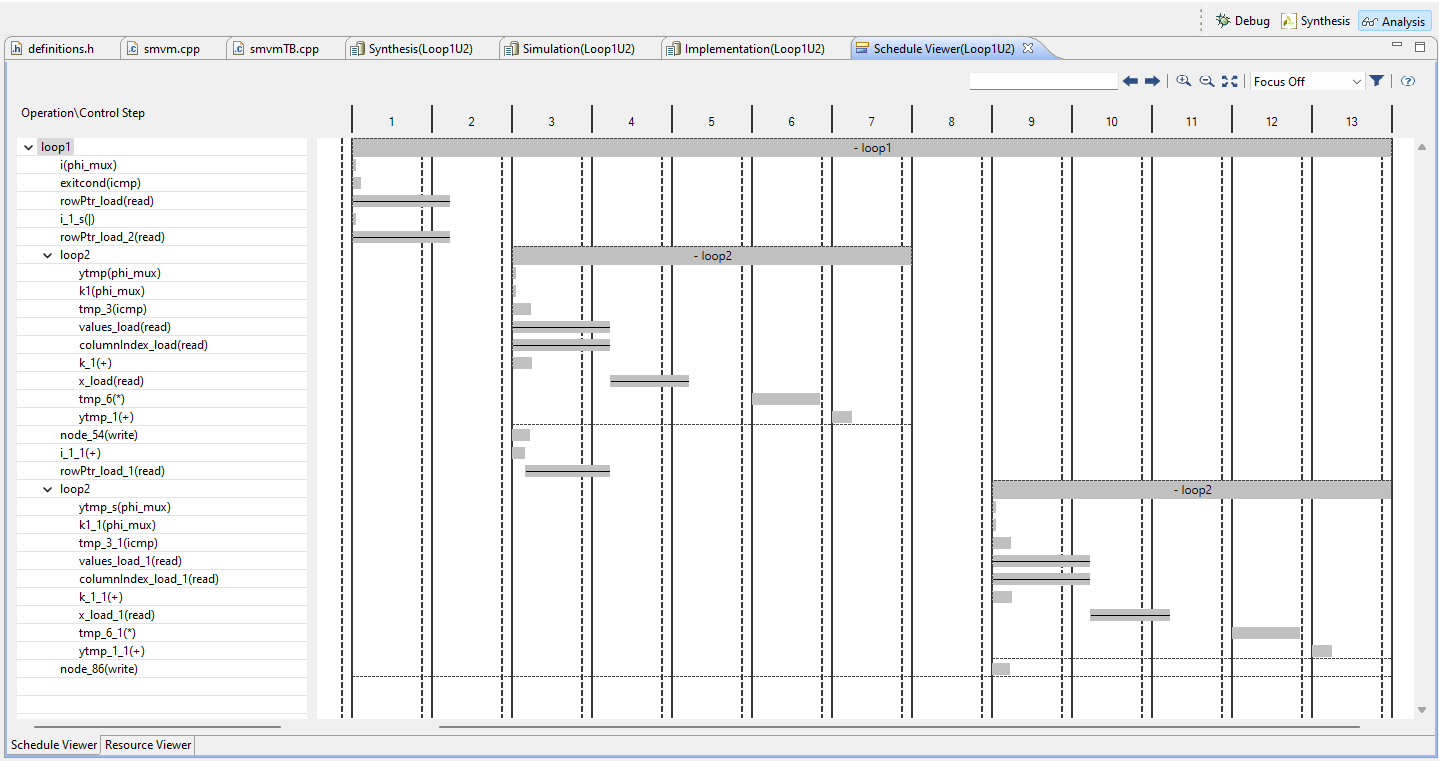 Debug Synthesis Analysis
definitions.h smvm.cpp smvmTB.cpp Synthesis(Loop1U2) Simulation(Loop1U2) Implementation(Loop1U2) Schedule Viewer(Loop1U2)
Focus Off
Operation\Control Step 1 2 3 4 5 6 7 8 9 10 11 12 13
loop1 - loop1
i(phi_mux)
exitcond(icmp)
rowPtr_load(read)
i_1_s(|)
rowPtr_load_2(read)
loop2 - loop2
ytmp(phi_mux)
k1(phi_mux)
tmp_3(icmp)
values_load(read)
columnIndex_load(read)
k_1(+)
x_load(read)
tmp_6(*)
ytmp_1(+)
node_54(write)
i_1_1(+)
rowPtr_load_1(read)
loop2 - loop2
ytmp_s(phi_mux)
k1_1(phi_mux)
tmp_3_1(icmp)
values_load_1(read)
columnIndex_load_1(read)
k_1_1(+)
x_load_1(read)
tmp_6_1(*)
ytmp_1_1(+)
node_86(write)
Schedule Viewer Resource Viewer